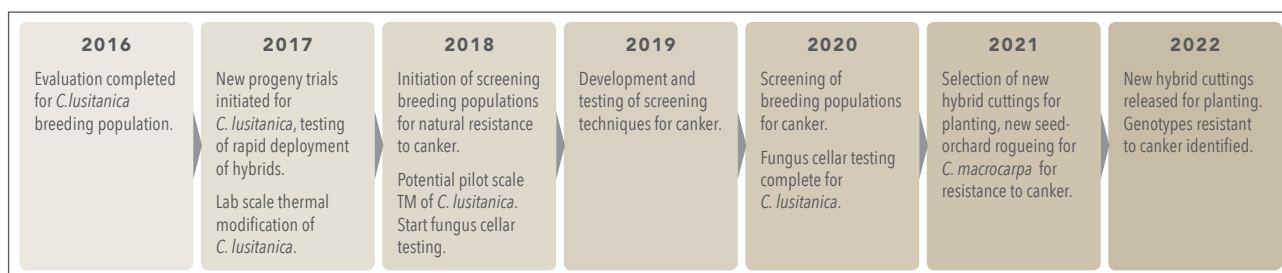 2016
Evaluation completed
for C.lusitanica
breeding population.
2017
New progeny trials
initiated for
C. lusitanica, testing
of rapid deployment
of hybrids.
Lab scale thermal
modification of
C. lusitanica.
2018
Initiation of screening
breeding populations
for natural resistance
to canker.
Potential pilot scale
TM of C. lusitanica.
Start fungus cellar
testing.
2019
Development and
testing of screening
techniques for canker.
2020
Screening of
breeding populations
for canker.
Fungus cellar testing
complete for
C. lusitanica.
2021
Selection of new
hybrid cuttings for
planting, new seed-
orchard rogueing for
C. macrocarpa for
resistance to canker.
2022
New hybrid cuttings
released for planting.
Genotypes resistant
to canker identified.